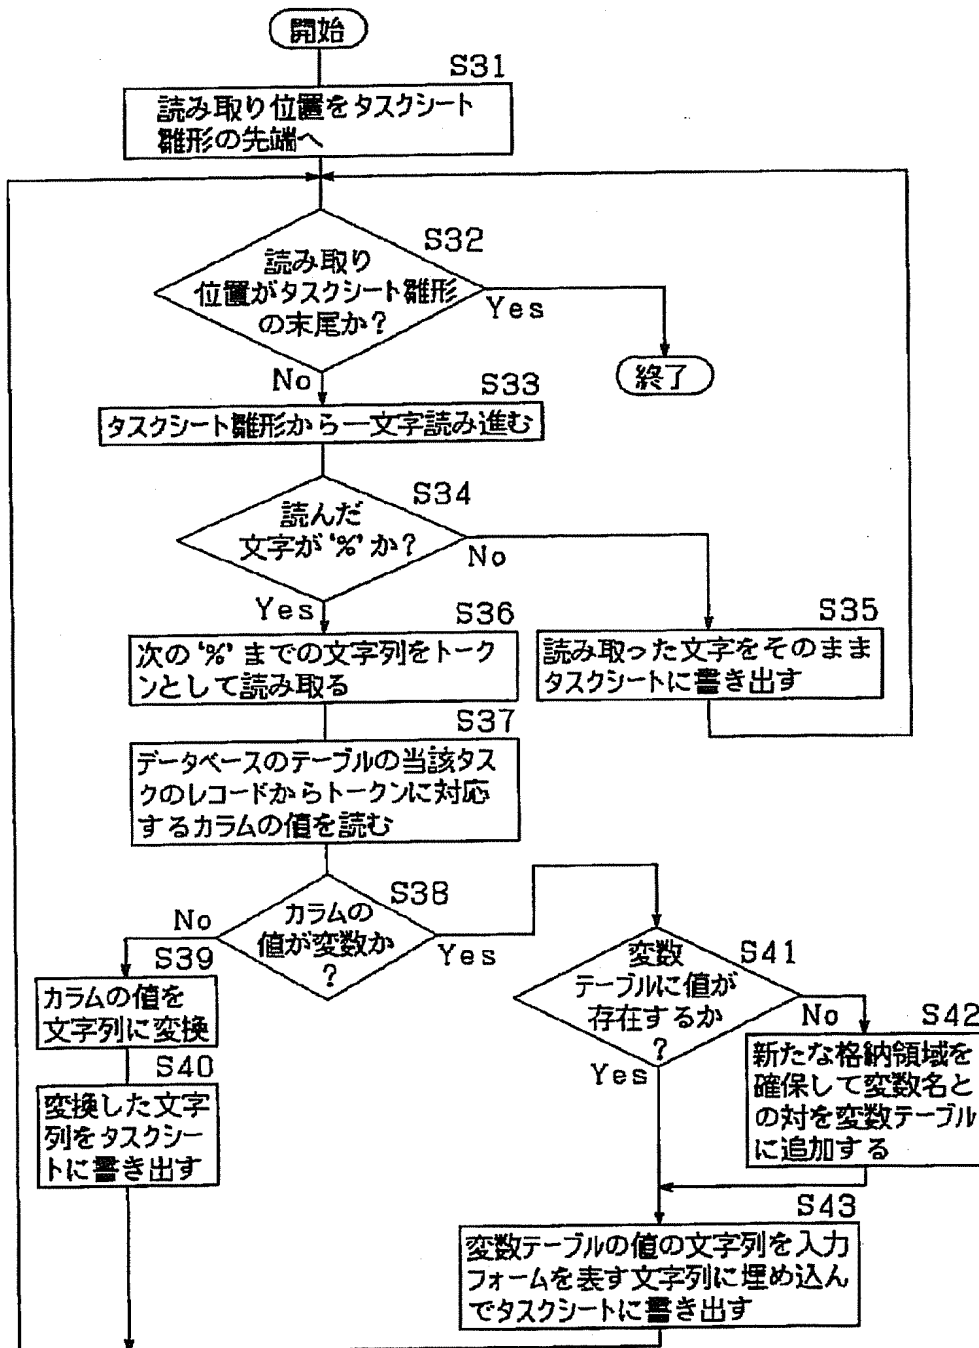 開始
S31
読み取り位置をタスクシート
雛形の先端へ
S32
読み取り
位置がタスクシート雛形
の末尾か？
Yes
終了
No
S33
タスクシート雛形から一文字読み進む
S34
読んだ
文字が‘%’か？
No
Yes
S35
読み取った文字をそのまま
タスクシートに書き出す
S36
次の‘%’までの文字列をトーク
ンとして読み取る
S37
データベースのテーブルの当該タス
クのレコードからトークンに対応
するカラムの値を読む
S38
カラムの
値が変数か
？
No
Yes
S39
カラムの値を
文字列に変換
S40
変換した文字
列をタスクシー
トに書き出す
S41
変数
テーブルに値が
存在するか
？
No
Yes
S42
新たな格納領域を
確保して変数名と
の対を変数テーブル
に追加する
S43
変数テーブルの値の文字列を入力
フォームを表す文字列に埋め込ん
でタスクシートに書き出す